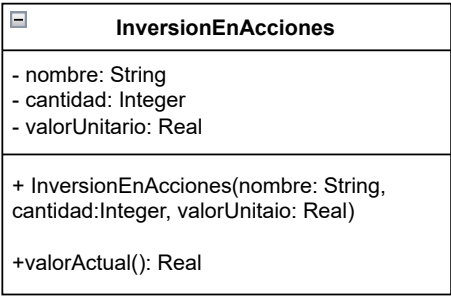 InversionEnAcciones
- nombre: String
- cantidad: Integer
- valorUnitario: Real
+ InversionEnAcciones(nombre: String,
cantidad:Integer, valorUnitaio: Real)
+valorActual(): Real